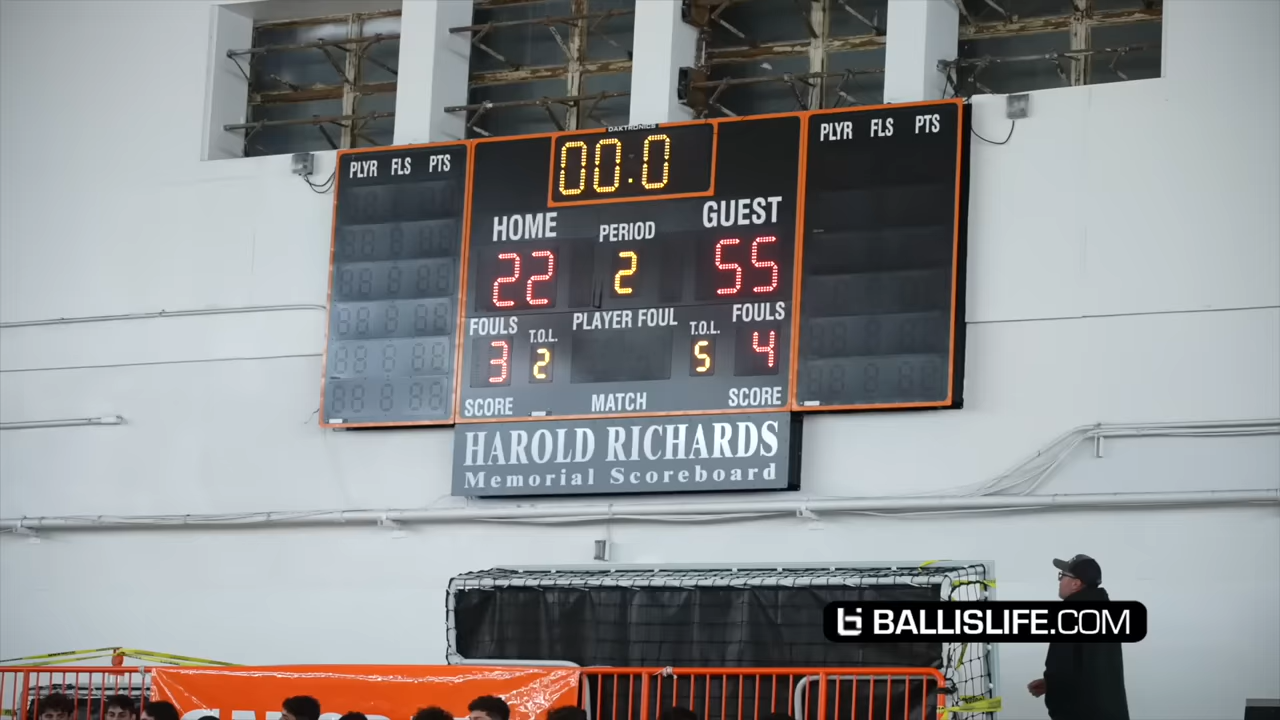 DAKTRONICS
PLYR FLS PTS
00:0
PLYR FLS PTS
HOME PERIOD GUEST
22 2 55
FOULS T.O.L. PLAYER FOUL T.O.L. FOULS
3 2 5 4
SCORE MATCH SCORE
HAROLD RICHARDS
Memorial Scoreboard
BALLISLIFE.COM